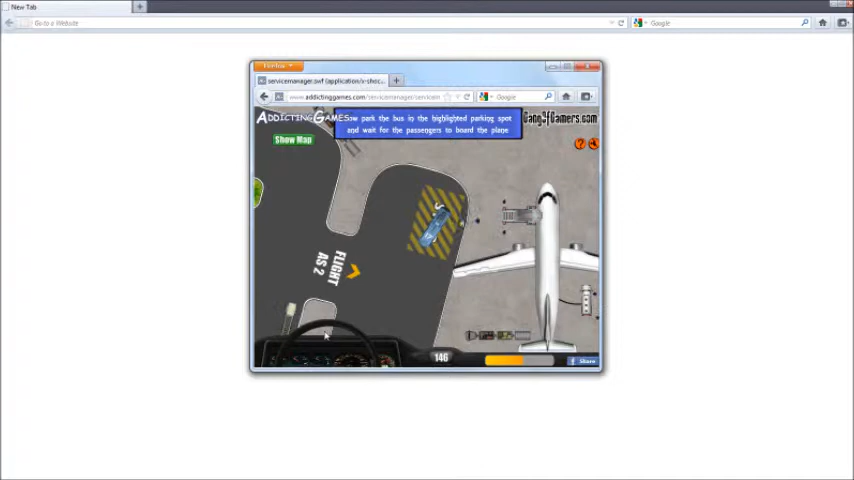 New Tab
Go to a Website
Google
Firefox
servicemanager.swf (application/x-shoc...
www.addictinggames.com/servicemanager/servicem
Google
ADDICTINGGAMES
ow park the bus in the highlighted parking spot
and wait for the passengers to board the plane
GangOfGamers.com
Show Map
FLIGHT
AS 2
146
Share